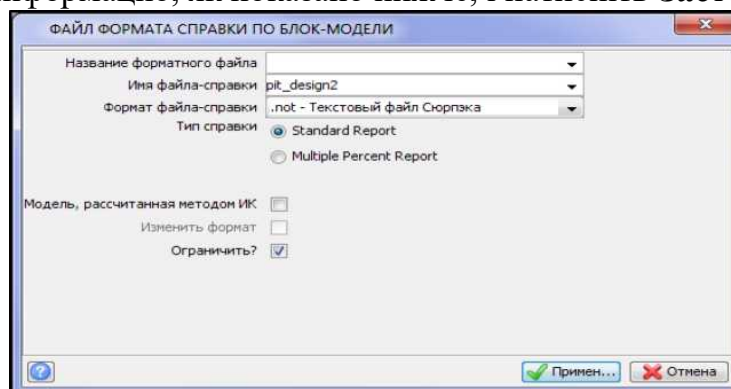 ФАЙЛ ФОРМАТА СПРАВКИ ПО БЛОК-МОДЕЛИ
Название форматного файла
Имя файла-справки pit_design2
Формат файла-справки .not - Текстовый файл Сюрпэка
Тип справки Standard Report
Multiple Percent Report
Модель, рассчитанная методом ИК
Изменить формат
Ограничить?
Примен... Отмена